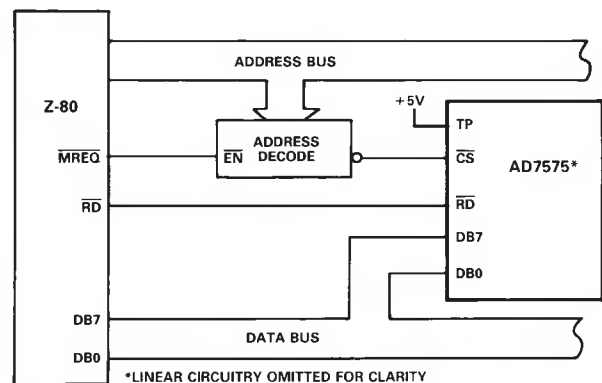 ADDRESS BUS
Z-80
+5V
TP
ADDRESS
DECODE
MREQ
EN
CS
AD7575*
RD
RD
DB7
DB0
DB7
DATA BUS
DB0
*LINEAR CIRCUITRY OMITTED FOR CLARITY